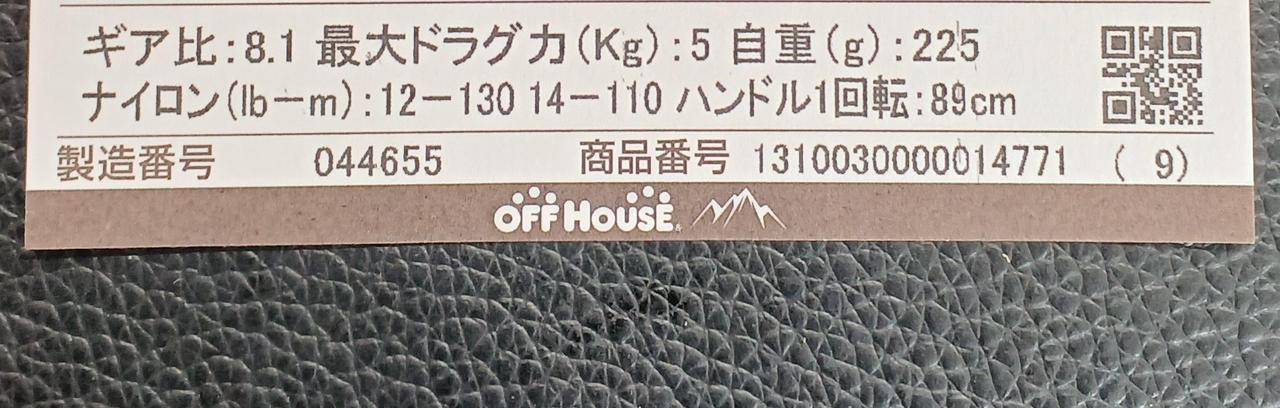 ギア比:8.1 最大ドラグ力(Kg):5 自重(g):225
ナイロン(lb-m):12-130 14-110 ハンドル1回転:89cm
製造番号 044655 商品番号 1310030000014771 ( 9)
OFF HOUSE